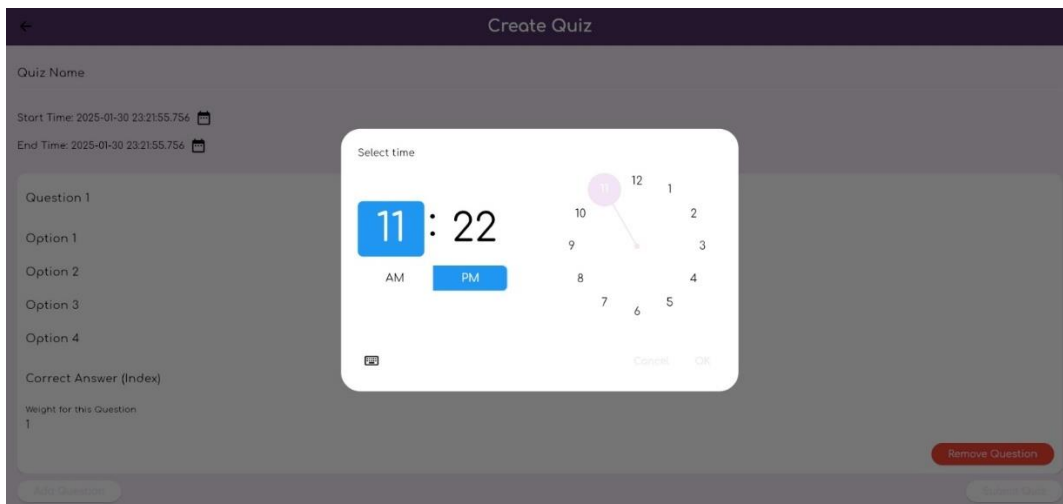 Create Quiz
Quiz Name
Start Time: 2025-01-30 23:21:55.756
End Time: 2025-01-30 23:21:55.756
Question 1
Option 1
Option 2
Option 3
Option 4
Correct Answer (Index)
Weight for this Question
1
Remove Question
Add Question
Submit Quiz
Select time
11 : 22
AM PM
12
1
2
3
4
5
6
7
8
9
10
11
Cancel OK